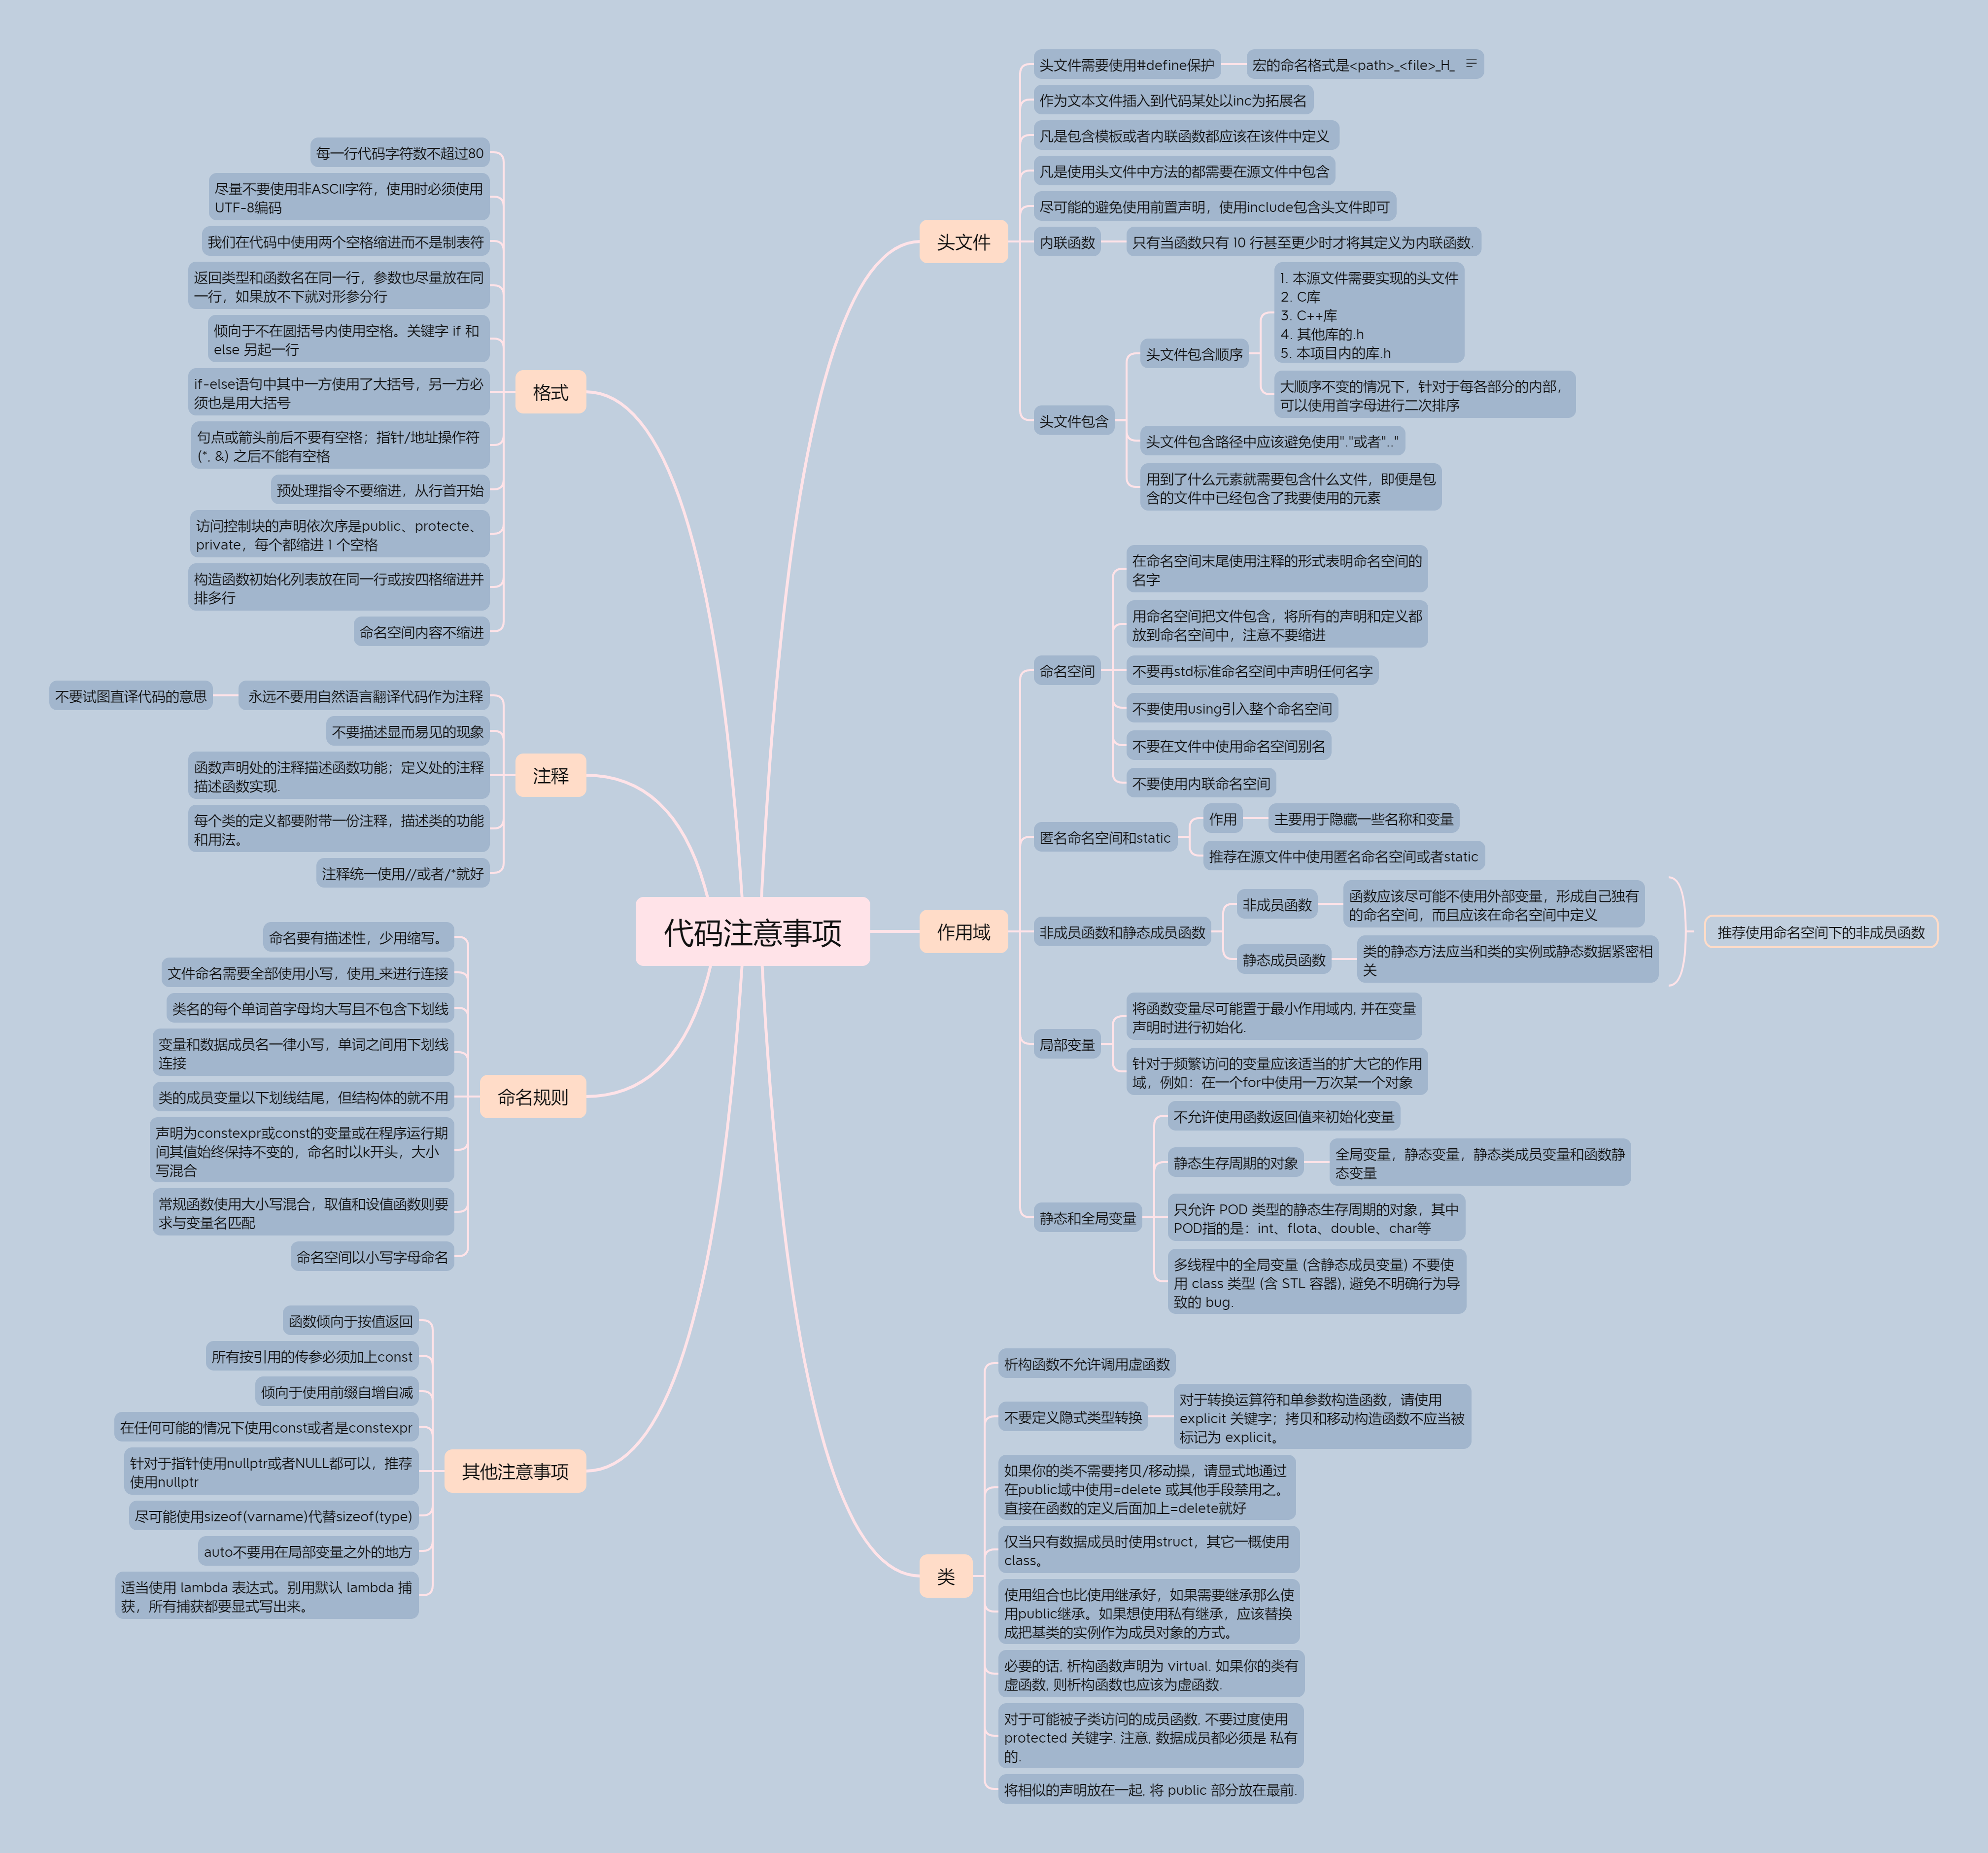 代码注意事项
头文件
头文件需要使用#define保护
宏的命名格式是<path>_<file>_H_
作为文本文件插入到代码某处以inc为拓展名
凡是包含模板或者内联函数都应该在该件中定义
凡是使用头文件中方法的都需要在源文件中包含
尽可能的避免使用前置声明，使用include包含头文件即可
内联函数
只有当函数只有 10 行甚至更少时才将其定义为内联函数.
头文件包含
头文件包含顺序
1. 本源文件需要实现的头文件
2. C库
3. C++库
4. 其他库的.h
5. 本项目内的库.h
大顺序不变的情况下，针对于每各部分的内部，
可以使用首字母进行二次排序
头文件包含路径中应该避免使用"."或者".."
用到了什么元素就需要包含什么文件，即便是包
含的文件中已经包含了我要使用的元素
作用域
命名空间
在命名空间末尾使用注释的形式表明命名空间的
名字
用命名空间把文件包含，将所有的声明和定义都
放到命名空间中，注意不要缩进
不要再std标准命名空间中声明任何名字
不要使用using引入整个命名空间
不要在文件中使用命名空间别名
不要使用内联命名空间
匿名命名空间和static
作用
主要用于隐藏一些名称和变量
推荐在源文件中使用匿名命名空间或者static
非成员函数和静态成员函数
非成员函数
函数应该尽可能不使用外部变量，形成自己独有
的命名空间，而且应该在命名空间中定义
静态成员函数
类的静态方法应当和类的实例或静态数据紧密相
关
推荐使用命名空间下的非成员函数
局部变量
将函数变量尽可能置于最小作用域内, 并在变量
声明时进行初始化.
针对于频繁访问的变量应该适当的扩大它的作用
域，例如：在一个for中使用一万次某一个对象
静态和全局变量
不允许使用函数返回值来初始化变量
静态生存周期的对象
全局变量，静态变量，静态类成员变量和函数静
态变量
只允许 POD 类型的静态生存周期的对象，其中
POD指的是：int、flota、double、char等
多线程中的全局变量 (含静态成员变量) 不要使
用 class 类型 (含 STL 容器), 避免不明确行为导
致的 bug.
类
析构函数不允许调用虚函数
不要定义隐式类型转换
对于转换运算符和单参数构造函数，请使用
explicit 关键字；拷贝和移动构造函数不应当被
标记为 explicit。
如果你的类不需要拷贝/移动操，请显式地通过
在public域中使用=delete 或其他手段禁用之。
直接在函数的定义后面加上=delete就好
仅当只有数据成员时使用struct，其它一概使用
class。
使用组合也比使用继承好，如果需要继承那么使
用public继承。如果想使用私有继承，应该替换
成把基类的实例作为成员对象的方式。
必要的话, 析构函数声明为 virtual. 如果你的类有
虚函数, 则析构函数也应该为虚函数.
对于可能被子类访问的成员函数, 不要过度使用
protected 关键字. 注意, 数据成员都必须是 私有
的.
将相似的声明放在一起, 将 public 部分放在最前.
格式
每一行代码字符数不超过80
尽量不要使用非ASCII字符，使用时必须使用
UTF-8编码
我们在代码中使用两个空格缩进而不是制表符
返回类型和函数名在同一行，参数也尽量放在同
一行，如果放不下就对形参分行
倾向于不在圆括号内使用空格。关键字 if 和
else 另起一行
if-else语句中其中一方使用了大括号，另一方必
须也是用大括号
句点或箭头前后不要有空格；指针/地址操作符
(*, &) 之后不能有空格
预处理指令不要缩进，从行首开始
访问控制块的声明依次序是public、protecte、
private，每个都缩进 1 个空格
构造函数初始化列表放在同一行或按四格缩进并
排多行
命名空间内容不缩进
注释
永远不要用自然语言翻译代码作为注释
不要试图直译代码的意思
不要描述显而易见的现象
函数声明处的注释描述函数功能；定义处的注释
描述函数实现.
每个类的定义都要附带一份注释，描述类的功能
和用法。
注释统一使用//或者/*就好
命名规则
命名要有描述性，少用缩写。
文件命名需要全部使用小写，使用_来进行连接
类名的每个单词首字母均大写且不包含下划线
变量和数据成员名一律小写，单词之间用下划线
连接
类的成员变量以下划线结尾，但结构体的就不用
声明为constexpr或const的变量或在程序运行期
间其值始终保持不变的，命名时以k开头，大小
写混合
常规函数使用大小写混合，取值和设值函数则要
求与变量名匹配
命名空间以小写字母命名
其他注意事项
函数倾向于按值返回
所有按引用的传参必须加上const
倾向于使用前缀自增自减
在任何可能的情况下使用const或者是constexpr
针对于指针使用nullptr或者NULL都可以，推荐
使用nullptr
尽可能使用sizeof(varname)代替sizeof(type)
auto不要用在局部变量之外的地方
适当使用 lambda 表达式。别用默认 lambda 捕
获，所有捕获都要显式写出来。